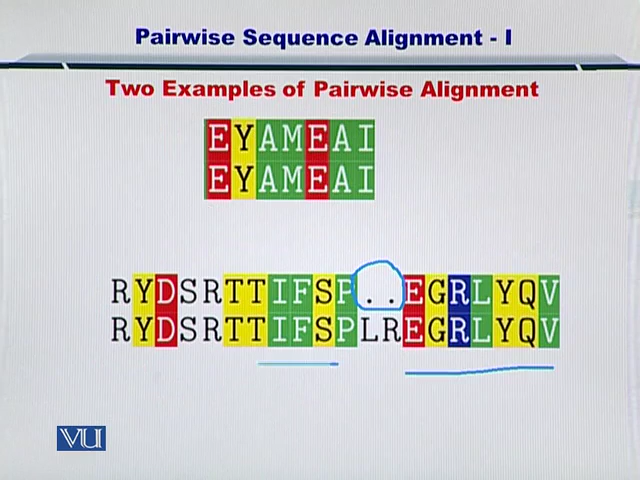 Pairwise Sequence Alignment - I
Two Examples of Pairwise Alignment
EYAMEAI
EYAMEAI
RYDSRTTIFSP..EGRLYQV
RYDSRTTIFSPLREGRLYQV
VU